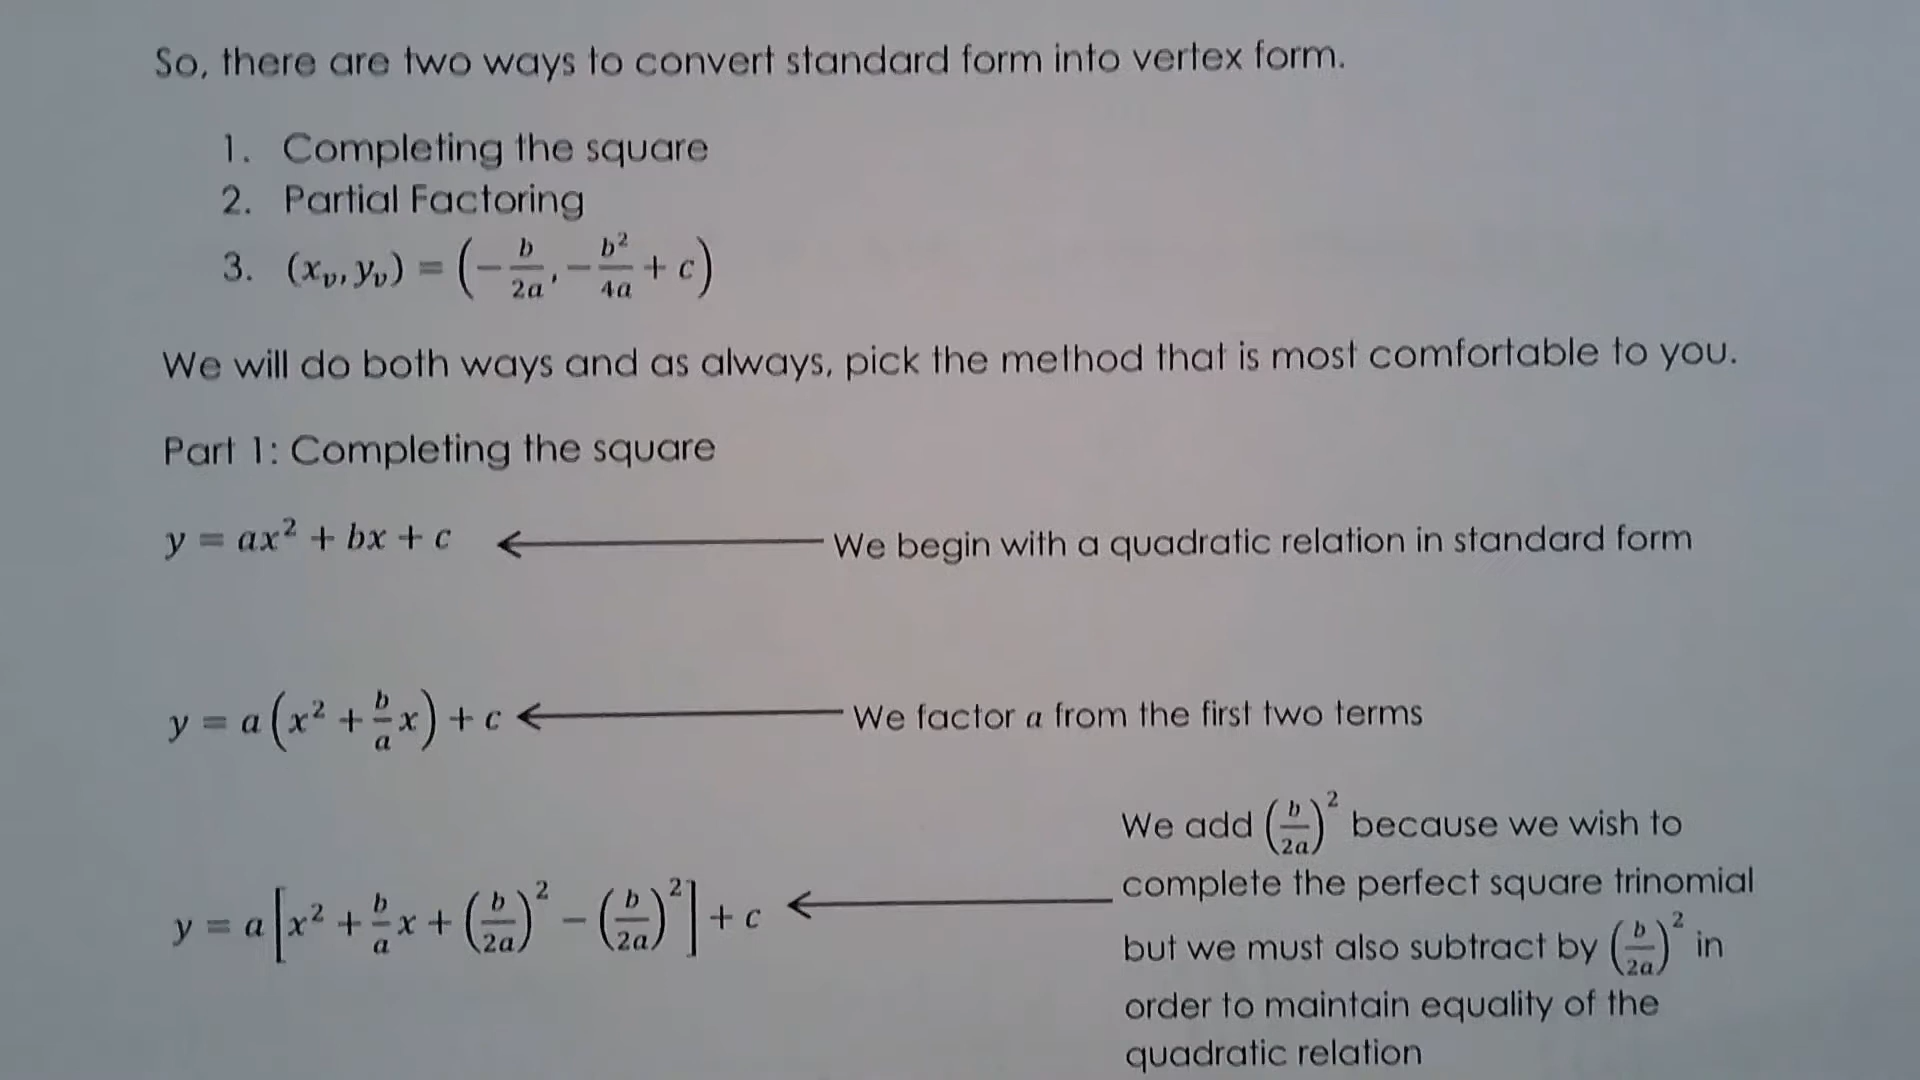 So, there are two ways to convert standard form into vertex form.
1. Completing the square
2. Partial Factoring
3. (xᵥ, yᵥ) = (−b/2a, −b²/4a + c)
We will do both ways and as always, pick the method that is most comfortable to you.
Part 1: Completing the square
y = ax² + bx + c ← We begin with a quadratic relation in standard form
y = a(x² + b/a x) + c ← We factor a from the first two terms
y = a[x² + b/a x + (b/2a)² − (b/2a)²] + c ←
We add (b/2a)² because we wish to
complete the perfect square trinomial
but we must also subtract by (b/2a)² in
order to maintain equality of the
quadratic relation